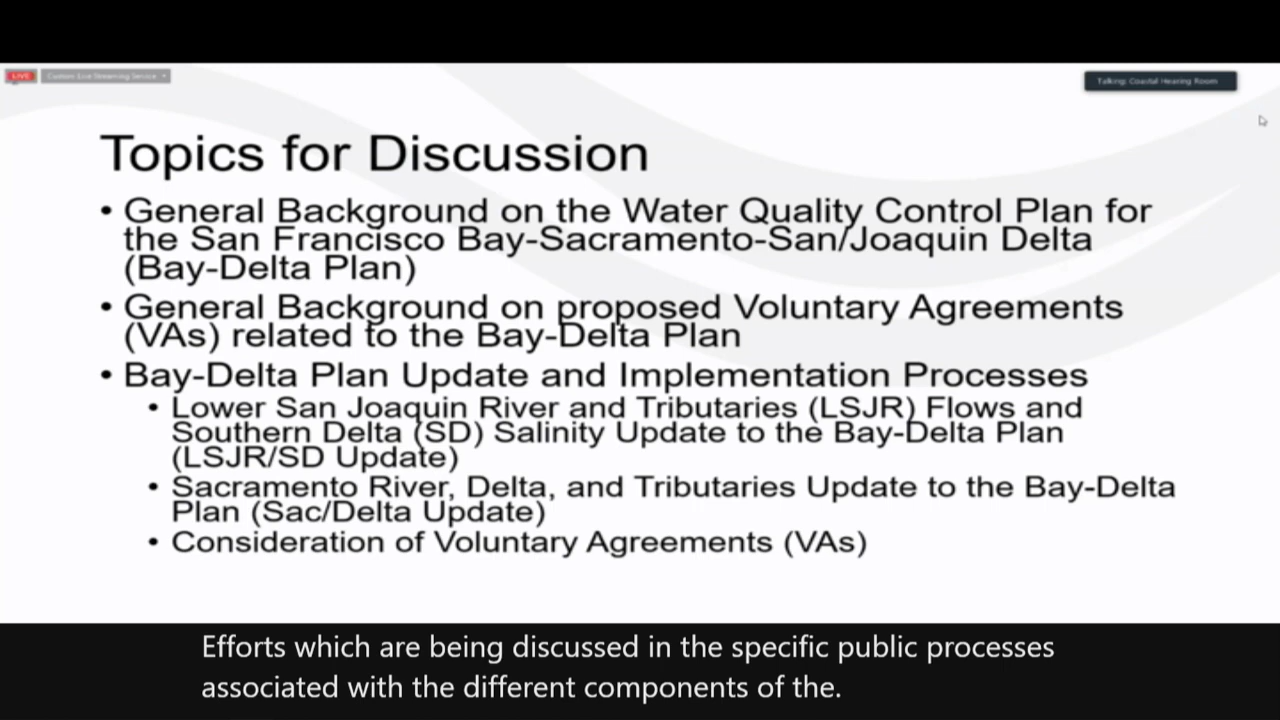 LIVE
Custom Live Streaming Service
Talking: Coastal Hearing Room
Topics for Discussion
• General Background on the Water Quality Control Plan for
the San Francisco Bay-Sacramento-San/Joaquin Delta
(Bay-Delta Plan)
• General Background on proposed Voluntary Agreements
(VAs) related to the Bay-Delta Plan
• Bay-Delta Plan Update and Implementation Processes
• Lower San Joaquin River and Tributaries (LSJR) Flows and
Southern Delta (SD) Salinity Update to the Bay-Delta Plan
(LSJR/SD Update)
• Sacramento River, Delta, and Tributaries Update to the Bay-Delta
Plan (Sac/Delta Update)
• Consideration of Voluntary Agreements (VAs)
Efforts which are being discussed in the specific public processes
associated with the different components of the.